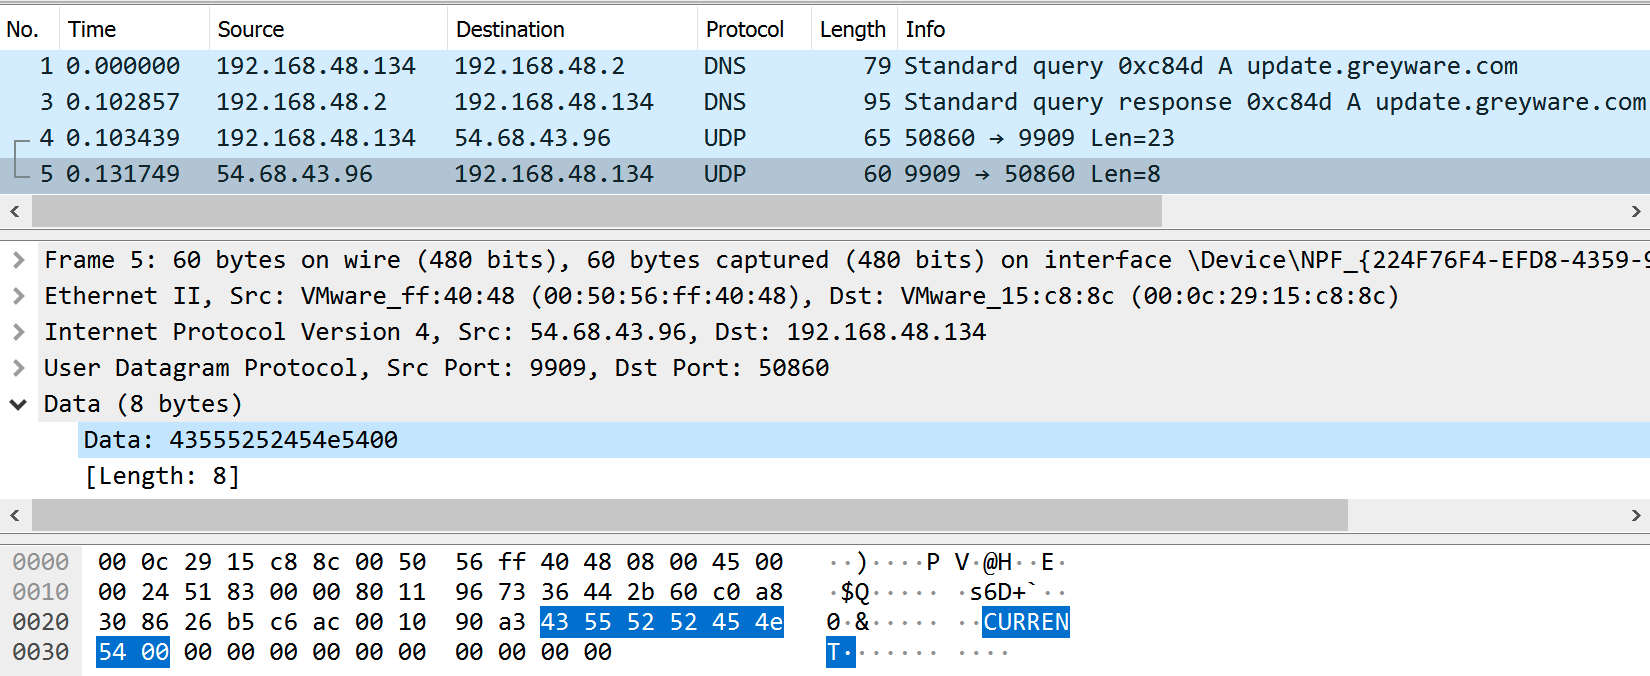 No. Time Source Destination Protocol Length Info
1 0.000000 192.168.48.134 192.168.48.2 DNS 79 Standard query 0xc84d A update.greyware.com
3 0.102857 192.168.48.2 192.168.48.134 DNS 95 Standard query response 0xc84d A update.greyware.com
4 0.103439 192.168.48.134 54.68.43.96 UDP 65 50860 → 9909 Len=23
5 0.131749 54.68.43.96 192.168.48.134 UDP 60 9909 → 50860 Len=8
Frame 5: 60 bytes on wire (480 bits), 60 bytes captured (480 bits) on interface \Device\NPF_{224F76F4-EFD8-4359-9
Ethernet II, Src: VMware_ff:40:48 (00:50:56:ff:40:48), Dst: VMware_15:c8:8c (00:0c:29:15:c8:8c)
Internet Protocol Version 4, Src: 54.68.43.96, Dst: 192.168.48.134
User Datagram Protocol, Src Port: 9909, Dst Port: 50860
Data (8 bytes)
Data: 43555252454e5400
[Length: 8]
0000 00 0c 29 15 c8 8c 00 50 56 ff 40 48 08 00 45 00 ··)····P V·@H··E·
0010 00 24 51 83 00 00 80 11 96 73 36 44 2b 60 c0 a8 ·$Q····· ·s6D+`··
0020 30 86 26 b5 c6 ac 00 10 90 a3 43 55 52 52 45 4e 0·&····· ··CURREN
0030 54 00 00 00 00 00 00 00 00 00 00 00 T······· ····